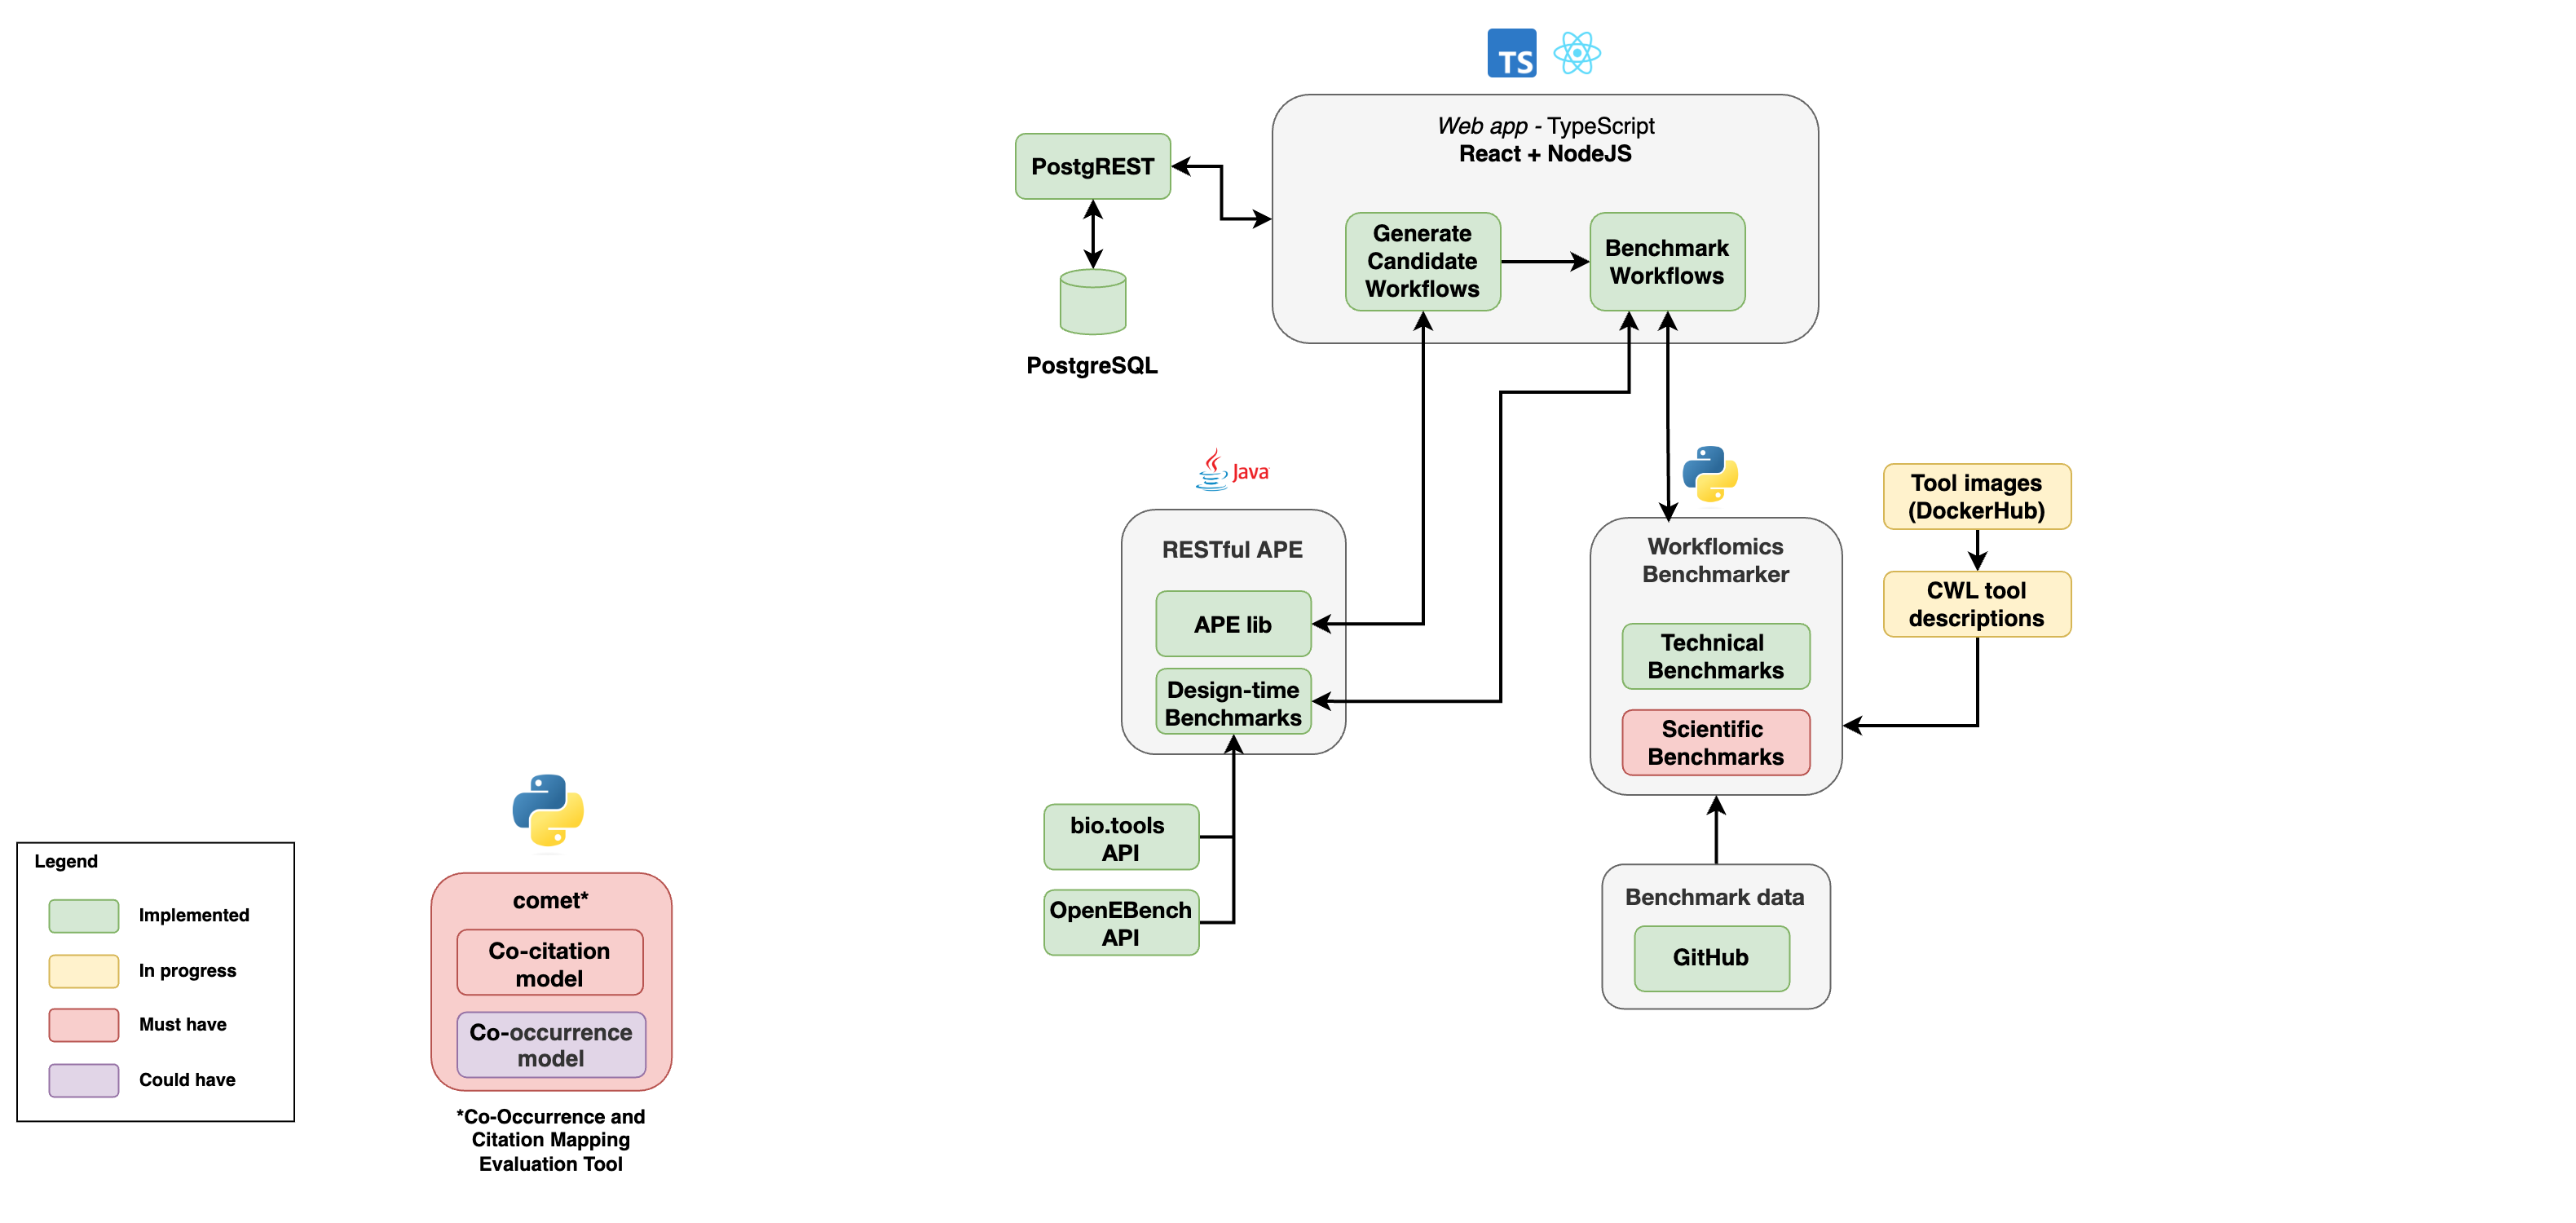 TS
Web app - TypeScript
React + NodeJS
PostgREST
Generate
Candidate
Workflows
Benchmark
Workflows
PostgreSQL
Java
RESTful APE
APE lib
Design-time
Benchmarks
Workflomics
Benchmarker
Technical
Benchmarks
Scientific
Benchmarks
Tool images
(DockerHub)
CWL tool
descriptions
bio.tools
API
OpenEBench
API
Benchmark data
GitHub
Legend
Implemented
In progress
Must have
Could have
comet*
Co-citation
model
Co-occurrence
model
*Co-Occurrence and
Citation Mapping
Evaluation Tool